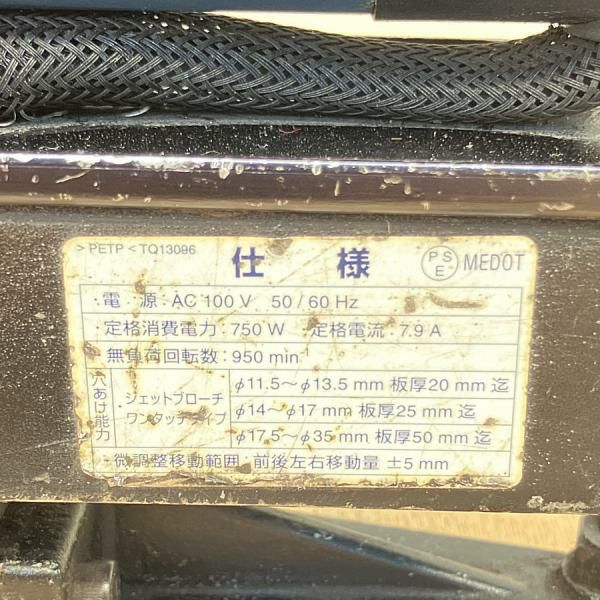 >PETP< TQ13096
仕様
PSE MEDOT
・電源：AC 100 V 50 / 60 Hz
・定格消費電力：750 W ・定格電流：7.9 A
・無負荷回転数：950 min⁻¹
穴あけ能力
・ジェットブローチ
ワンタッチタイプ
φ11.5～φ13.5 mm 板厚20 mm 迄
φ14～φ17 mm 板厚25 mm 迄
φ17.5～φ35 mm 板厚50 mm 迄
・微調整移動範囲：前後左右移動量 ±5 mm